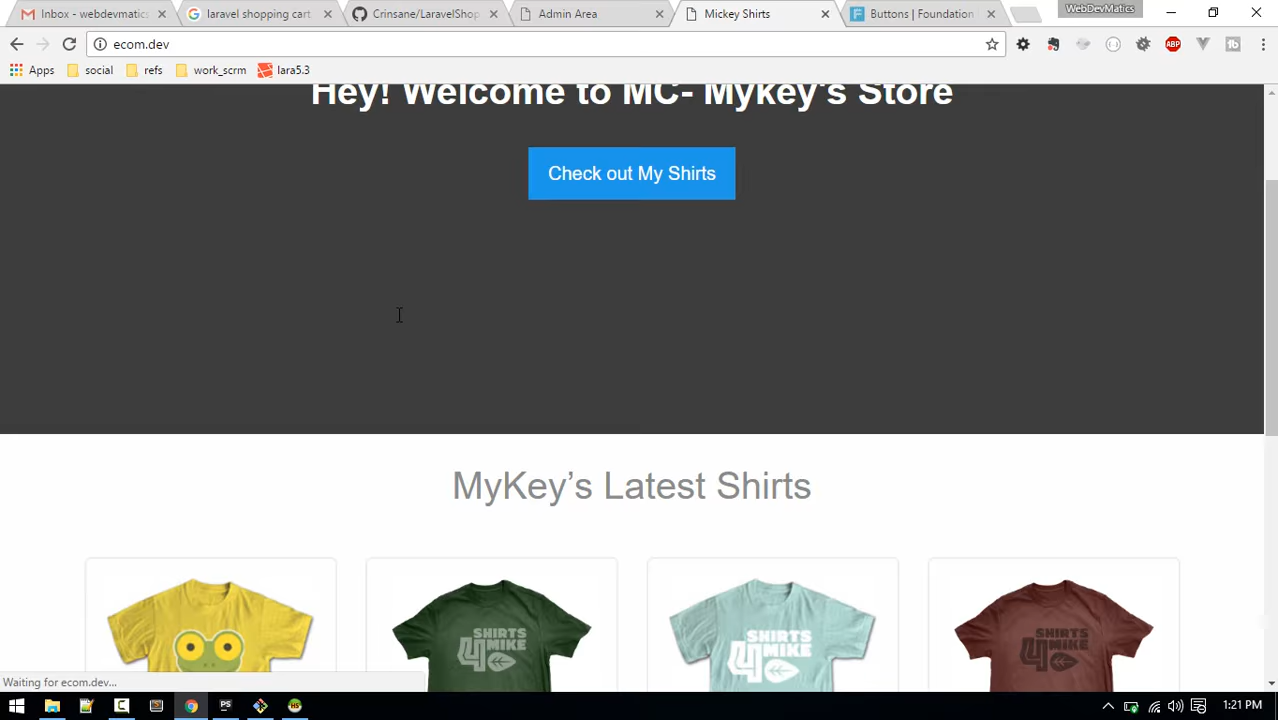 Inbox - webdevmatics
laravel shopping cart
Crinsane/LaravelShop
Admin Area
Mickey Shirts
Buttons | Foundation
WebDevMatics
ecom.dev
Apps
social
refs
work_scrm
lara5.3
Hey! Welcome to MC- Mykey's Store
Check out My Shirts
MyKey’s Latest Shirts
SHIRTS
4 MIKE
SHIRTS
4 MIKE
SHIRTS
4 MIKE
Waiting for ecom.dev...
1:21 PM